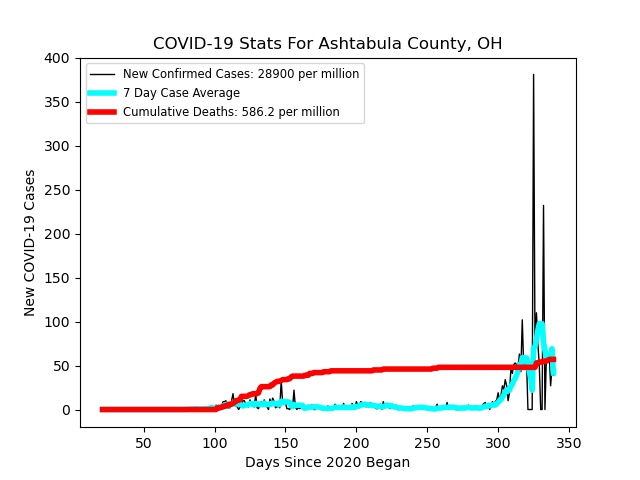 COVID-19 Stats For Ashtabula County, OH
New Confirmed Cases: 28900 per million
7 Day Case Average
Cumulative Deaths: 586.2 per million
400
350
300
250
200
150
100
50
0
New COVID-19 Cases
50 100 150 200 250 300 350
Days Since 2020 Began